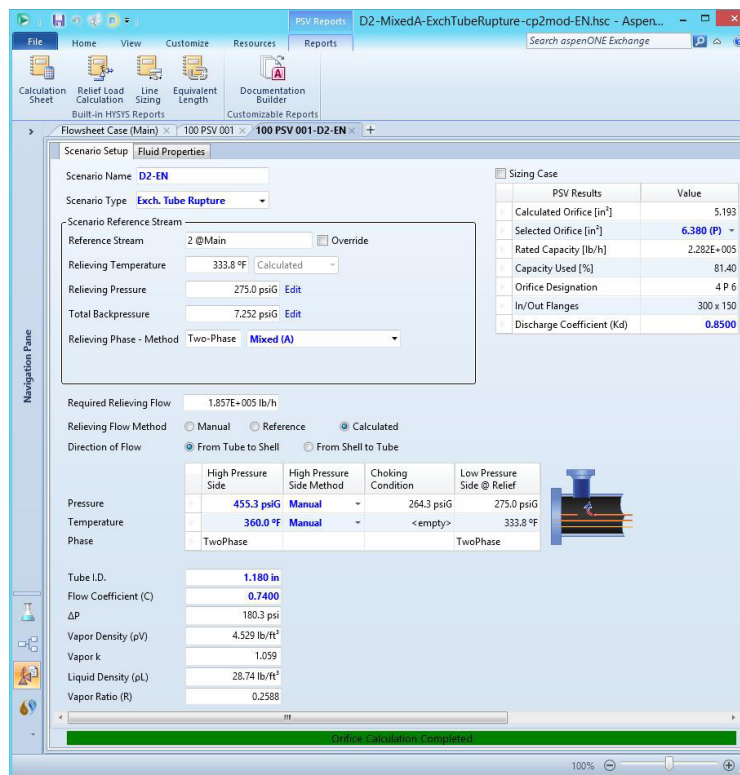 PSV Reports D2-MixedA-ExchTubeRupture-cp2mod-EN.hsc - Aspen...
File Home View Customize Resources Reports Search aspenONE Exchange
Calculation Sheet Relief Load Calculation Line Sizing Equivalent Length Documentation Builder
Built-in HYSYS Reports Customizable Reports
Flowsheet Case (Main) 100 PSV 001 100 PSV 001-D2-EN +
Scenario Setup Fluid Properties
Scenario Name D2-EN
Scenario Type Exch. Tube Rupture
Scenario Reference Stream
Reference Stream 2 @Main Override
Relieving Temperature 333.8 ºF Calculated
Relieving Pressure 275.0 psiG Edit
Total Backpressure 7.252 psiG Edit
Relieving Phase - Method Two-Phase Mixed (A)
Sizing Case
PSV Results Value
Calculated Orifice [in²] 5.193
Selected Orifice [in²] 6.380 (P)
Rated Capacity [lb/h] 2.282E+005
Capacity Used [%] 81.40
Orifice Designation 4 P 6
In/Out Flanges 300 x 150
Discharge Coefficient (Kd) 0.8500
Navigation Pane
Required Relieving Flow 1.857E+005 lb/h
Relieving Flow Method Manual Reference Calculated
Direction of Flow From Tube to Shell From Shell to Tube
High Pressure Side High Pressure Side Method Choking Condition Low Pressure Side @ Relief
Pressure 455.3 psiG Manual 264.3 psiG 275.0 psiG
Temperature 360.0 ºF Manual <empty> 333.8 ºF
Phase TwoPhase TwoPhase
Tube I.D. 1.180 in
Flow Coefficient (C) 0.7400
ΔP 180.3 psi
Vapor Density (ρV) 4.529 lb/ft³
Vapor k 1.059
Liquid Density (ρL) 28.74 lb/ft³
Vapor Ratio (R) 0.2588
Orifice Calculation Completed
100%